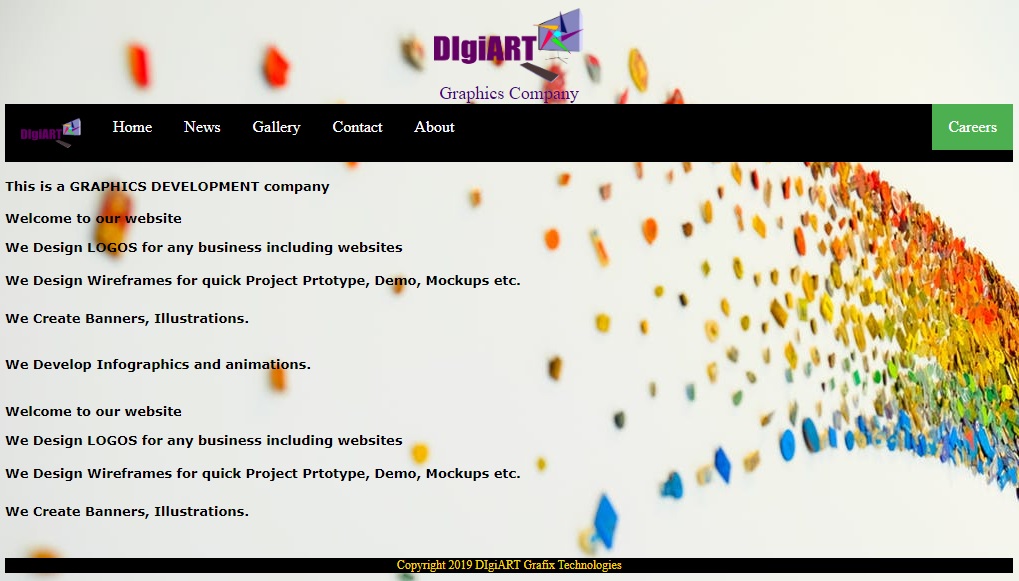 DIgiART
Graphics Company
DIgiART Home News Gallery Contact About Careers
This is a GRAPHICS DEVELOPMENT company
Welcome to our website
We Design LOGOS for any business including websites
We Design Wireframes for quick Project Prtotype, Demo, Mockups etc.
We Create Banners, Illustrations.
We Develop Infographics and animations.
Welcome to our website
We Design LOGOS for any business including websites
We Design Wireframes for quick Project Prtotype, Demo, Mockups etc.
We Create Banners, Illustrations.
Copyright 2019 DIgiART Grafix Technologies